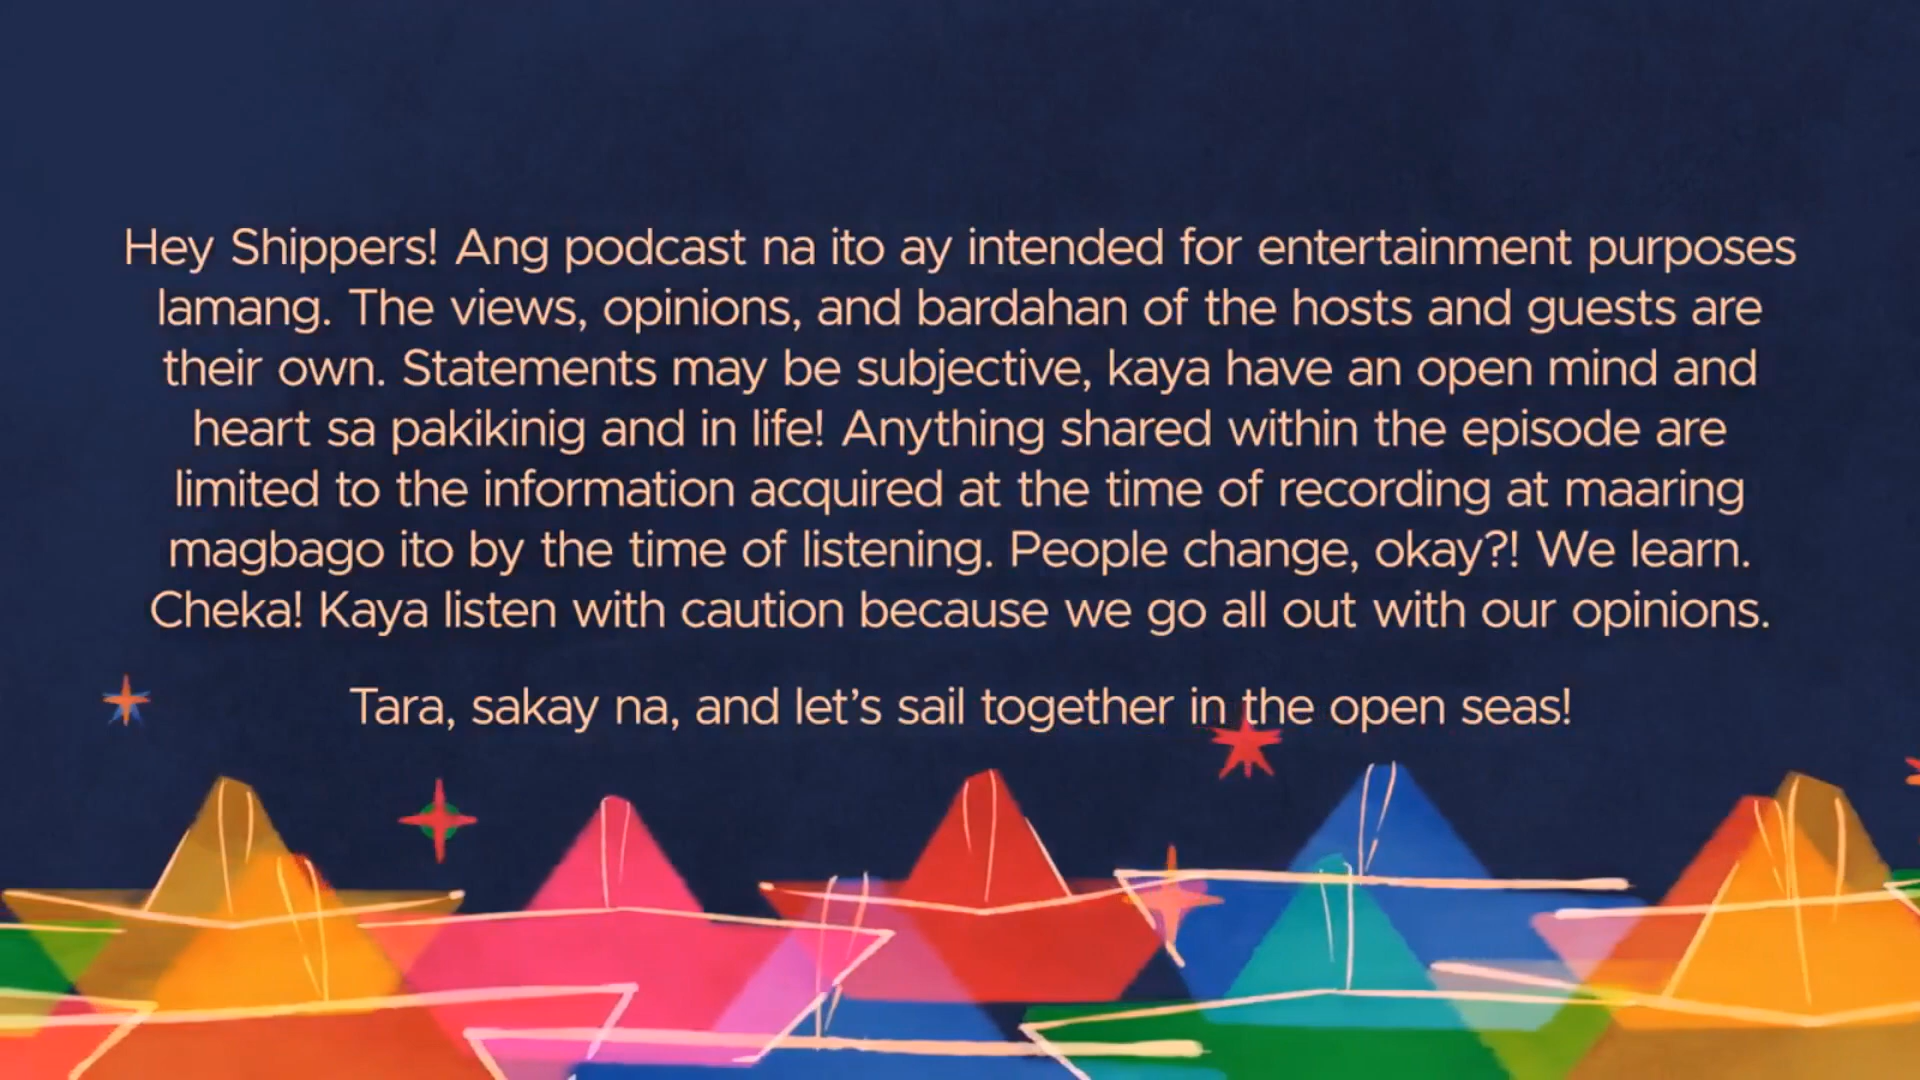 Hey Shippers! Ang podcast na ito ay intended for entertainment purposes
lamang. The views, opinions, and bardahan of the hosts and guests are
their own. Statements may be subjective, kaya have an open mind and
heart sa pakikinig and in life! Anything shared within the episode are
limited to the information acquired at the time of recording at maaring
magbago ito by the time of listening. People change, okay?! We learn.
Cheka! Kaya listen with caution because we go all out with our opinions.
Tara, sakay na, and let's sail together in the open seas!